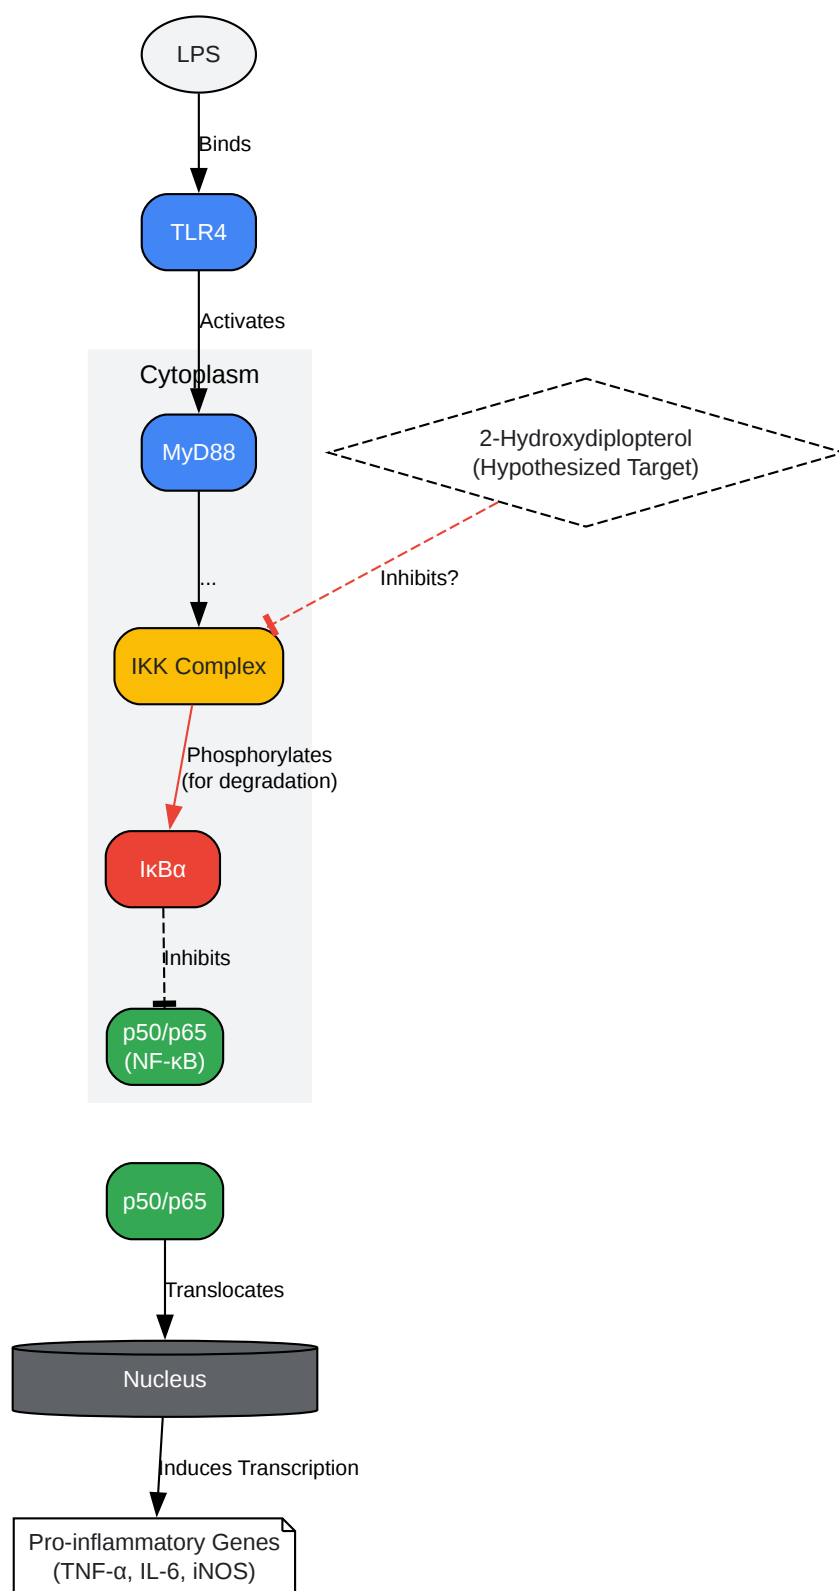 LPS
Binds
TLR4
Activates
Cytoplasm
MyD88
2-Hydroxydiplopterol
(Hypothesized Target)
...
Inhibits?
IKK Complex
Phosphorylates
(for degradation)
IκBα
Inhibits
p50/p65
(NF-κB)
p50/p65
Translocates
Nucleus
Induces Transcription
Pro-inflammatory Genes
(TNF-α, IL-6, iNOS)